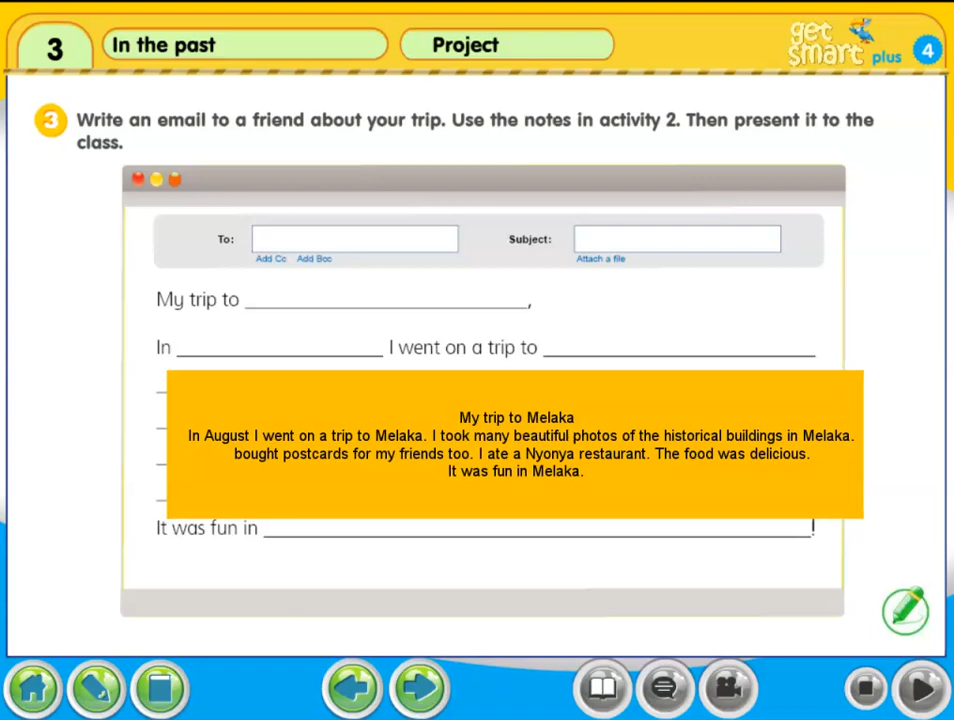 3
In the past
Project
get smart plus 4
3 Write an email to a friend about your trip. Use the notes in activity 2. Then present it to the
class.
To:
Subject:
Add Cc Add Bcc
Attach a file
My trip to ,
In I went on a trip to
My trip to Melaka
In August I went on a trip to Melaka. I took many beautiful photos of the historical buildings in Melaka.
bought postcards for my friends too. I ate a Nyonya restaurant. The food was delicious.
It was fun in Melaka.
It was fun in !